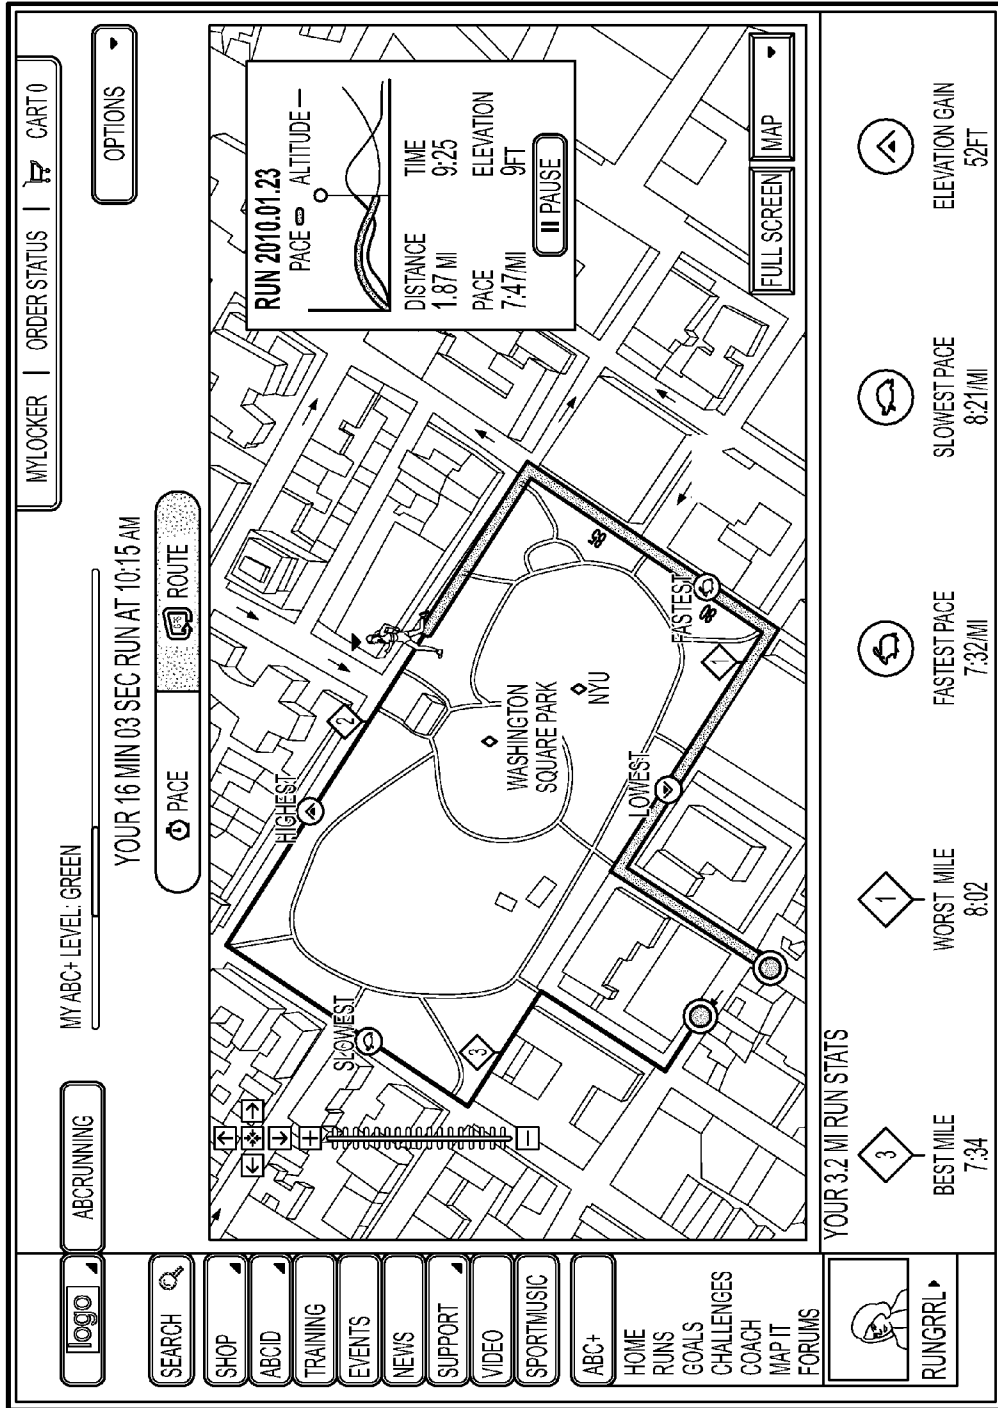 MYLOCKER | ORDER STATUS | CART 0
logo
ABCRUNNING
MY ABC+ LEVEL: GREEN
OPTIONS
YOUR 16 MIN 03 SEC RUN AT 10:15 AM
PACE
ROUTE
SEARCH
SHOP
ABCID
TRAINING
EVENTS
NEWS
SUPPORT
VIDEO
SPORTMUSIC
ABC+
HOME
RUNS
GOALS
CHALLENGES
COACH
MAP IT
FORUMS
RUNGRRL
SLOWEST
HIGHEST
2
3
WASHINGTON
SQUARE PARK
NYU
LOWEST
1
FASTEST
80
85
RUN 2010.01.23
PACE ALTITUDE
DISTANCE TIME
1.87 MI 9:25
PACE ELEVATION
7:47/MI 9FT
PAUSE
FULL SCREEN
MAP
YOUR 3.2 MI RUN STATS
3
BEST MILE
7:34
1
WORST MILE
8:02
FASTEST PACE
7:32/MI
SLOWEST PACE
8:21/MI
ELEVATION GAIN
52FT